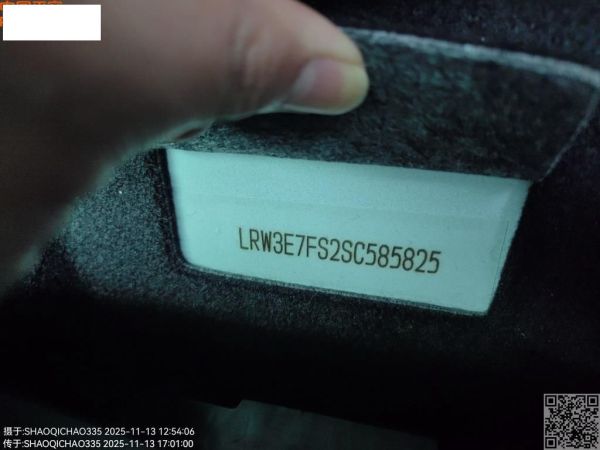 LRW3E7FS2SC585825
摄于:SHAOQICHAO335 2025-11-13 12:54:06
传于:SHAOQICHAO335 2025-11-13 17:01:00